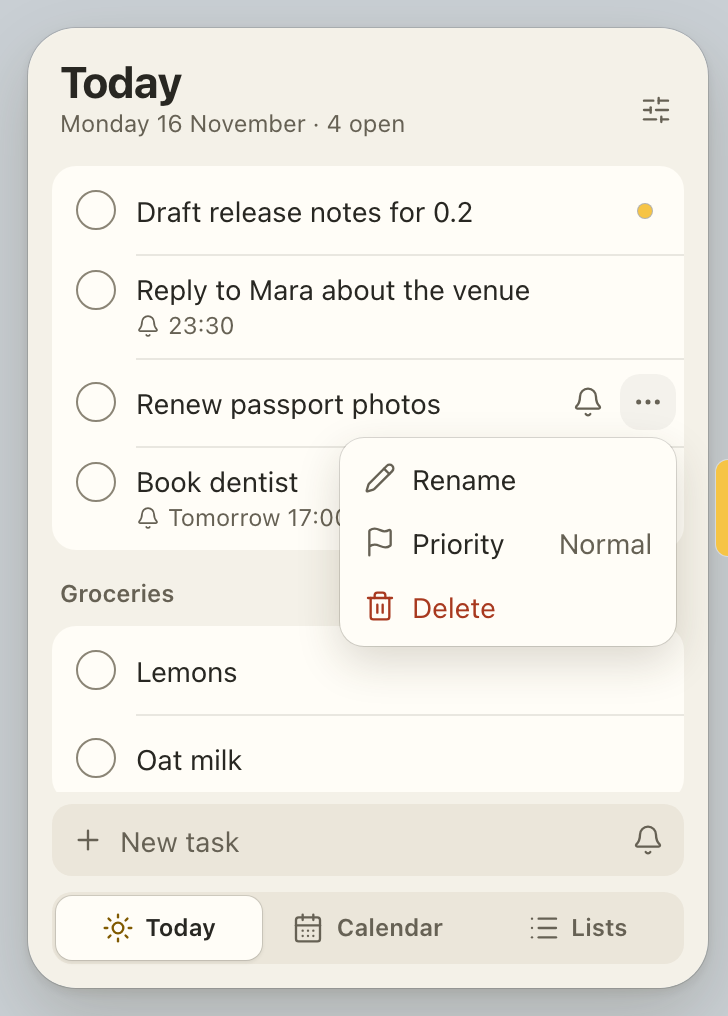 Today
Monday 16 November · 4 open
Draft release notes for 0.2
Reply to Mara about the venue
23:30
Renew passport photos
Book dentist
Tomorrow 17:00
Rename
Priority Normal
Delete
Groceries
Lemons
Oat milk
New task
Today Calendar Lists